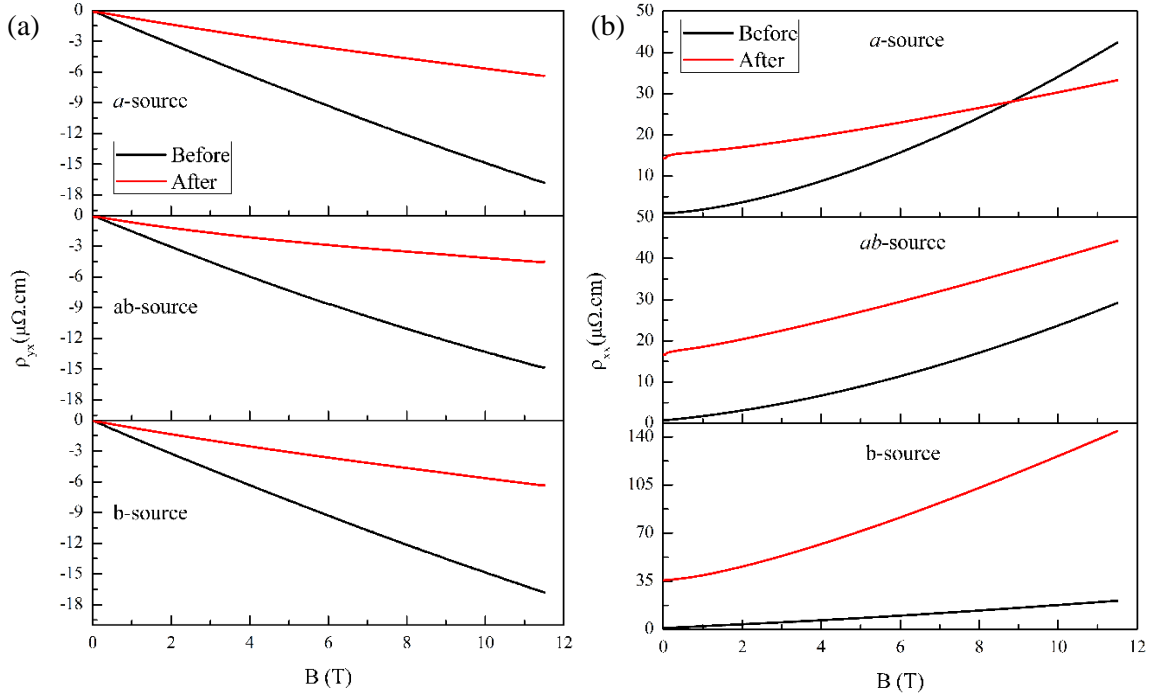 (a)
0
-3
-6
-9
-12
-15
-18
a-source
Before
After
0
-3
-6
-9
-12
-15
-18
ab-source
0
-3
-6
-9
-12
-15
-18
b-source
ρyx(μΩ.cm)
0 2 4 6 8 10 12
B (T)
(b)
50
40
30
20
10
50
Before
After
a-source
40
30
20
10
0
ab-source
140
105
70
35
0
b-source
ρxx(μΩ.cm)
0 2 4 6 8 10 12
B (T)